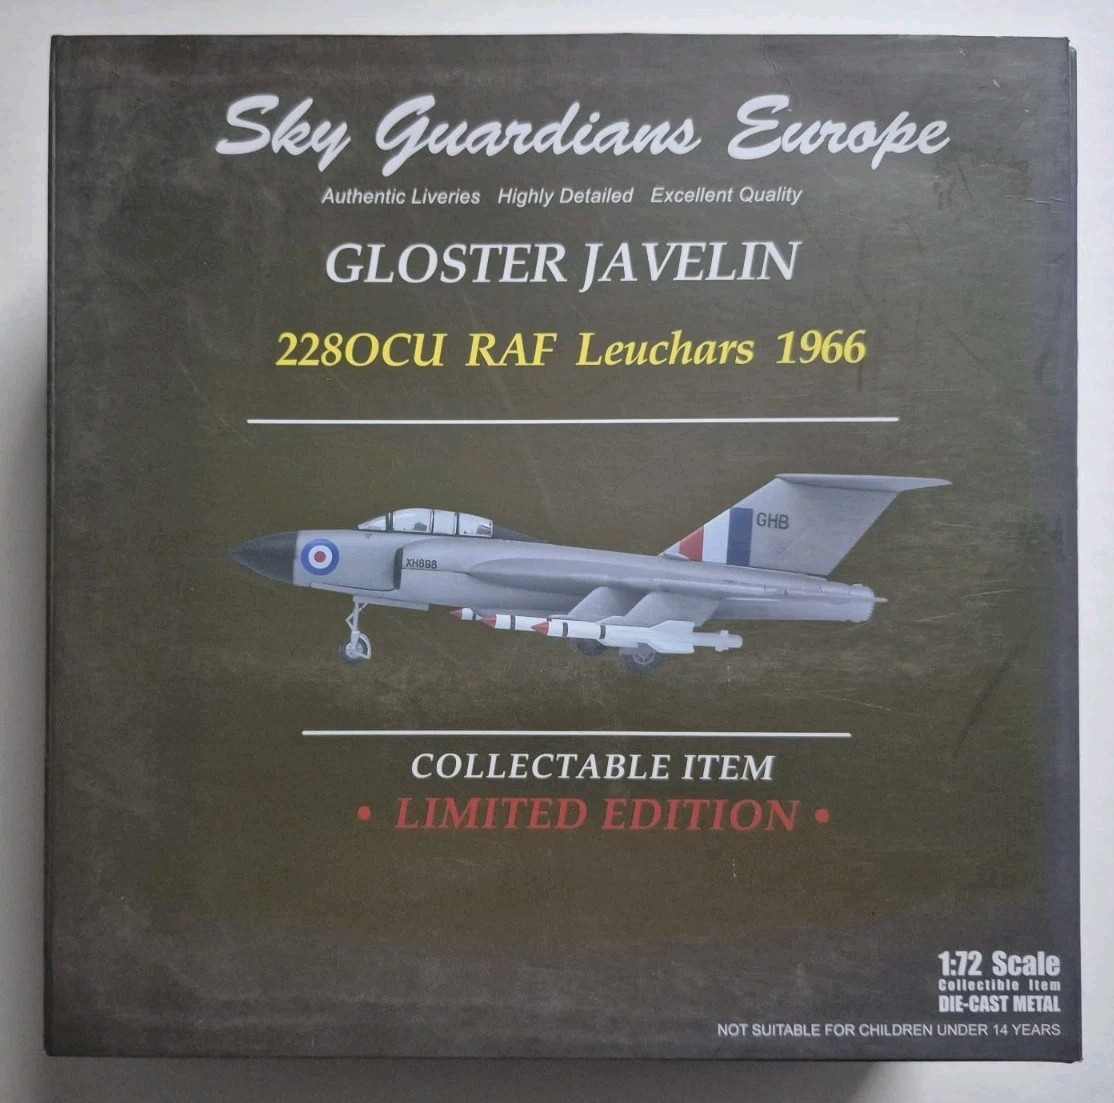 Sky Guardians Europe
Authentic Liveries Highly Detailed Excellent Quality
GLOSTER JAVELIN
228OCU RAF Leuchars 1966
GHB
XH898
COLLECTABLE ITEM
• LIMITED EDITION •
1:72 Scale
Collectible Item
DIE-CAST METAL
NOT SUITABLE FOR CHILDREN UNDER 14 YEARS